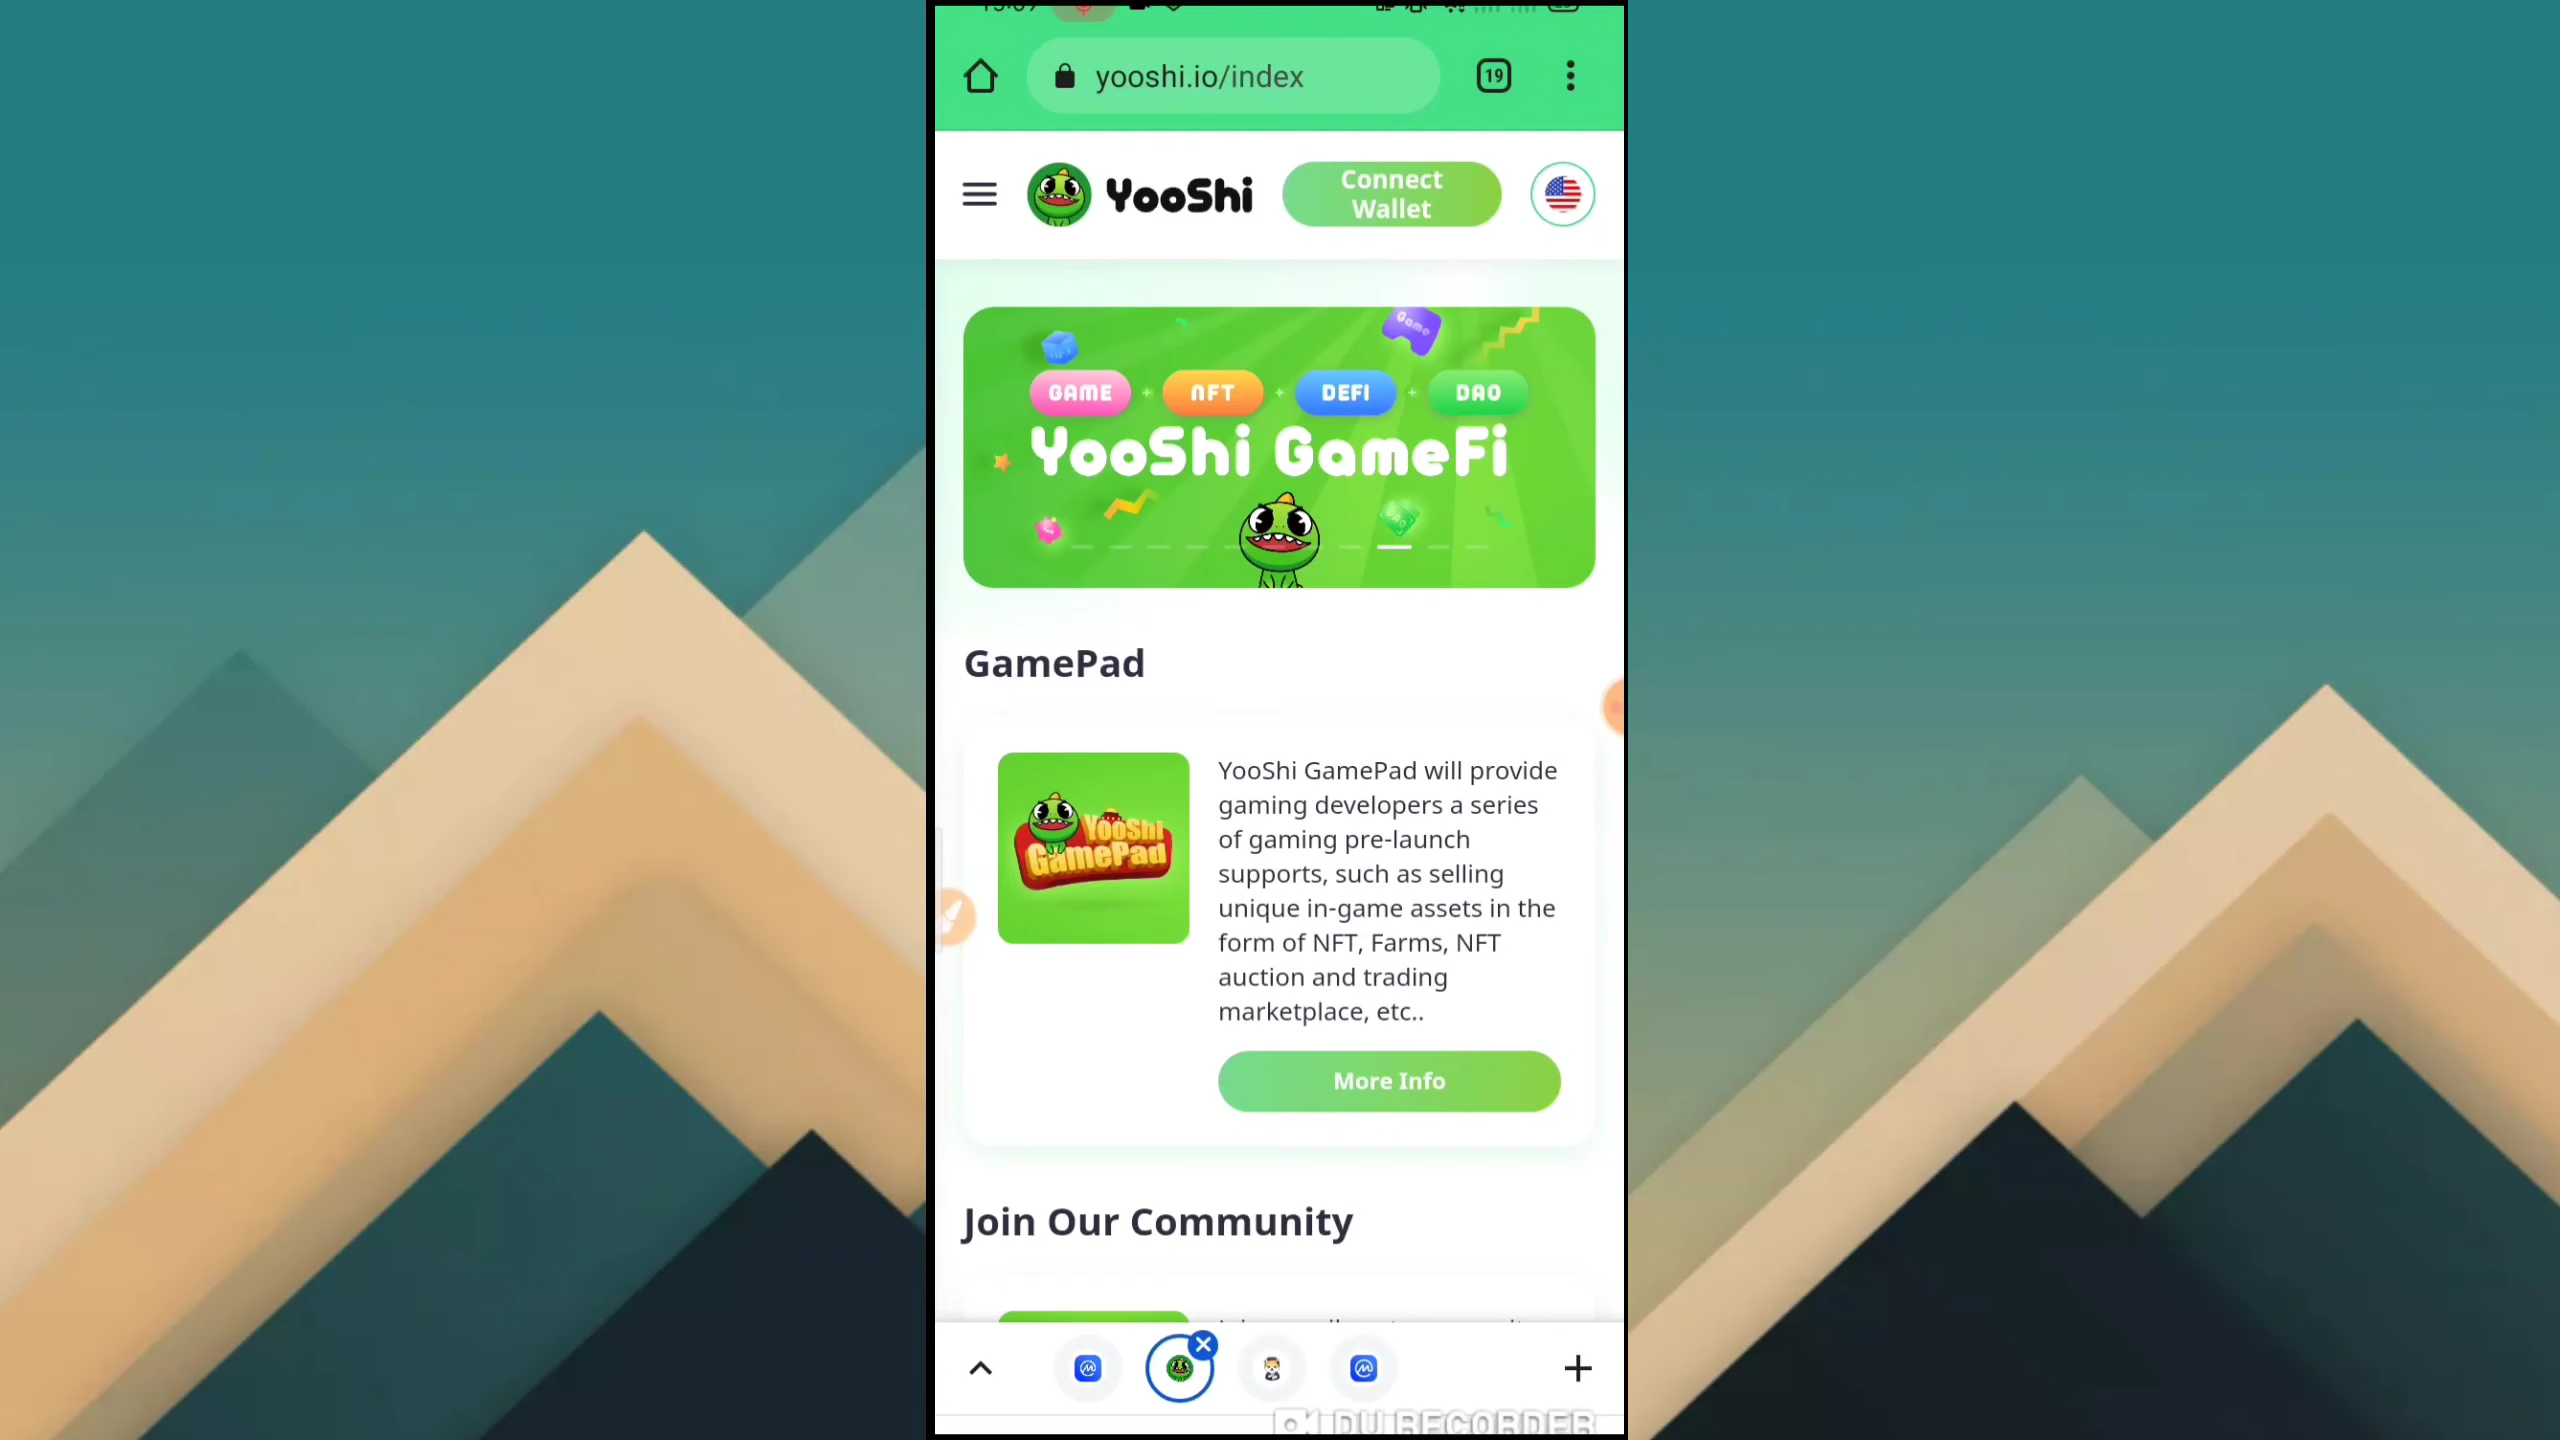 yooshi.io/index
19
YooShi
Connect
Wallet
Game
GAME + NFT + DEFI + DAO
YooShi GameFi
DAO
GamePad
YooShi
GamePad
YooShi GamePad will provide
gaming developers a series
of gaming pre-launch
supports, such as selling
unique in-game assets in the
form of NFT, Farms, NFT
auction and trading
marketplace, etc..
More Info
Join Our Community
DU RECORDER